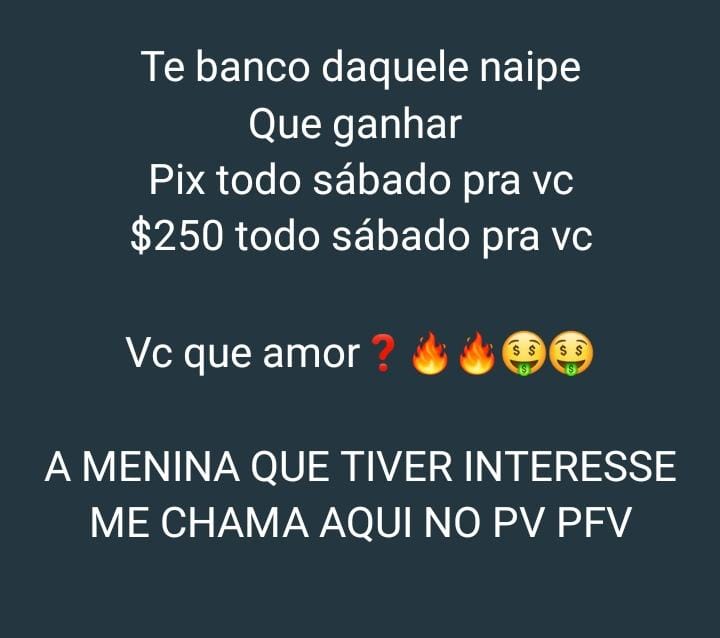 Te banco daquele naipe
Que ganhar
Pix todo sábado pra vc
$250 todo sábado pra vc
Vc que amor❓🔥🔥🤑🤑
A MENINA QUE TIVER INTERESSE
ME CHAMA AQUI NO PV PFV